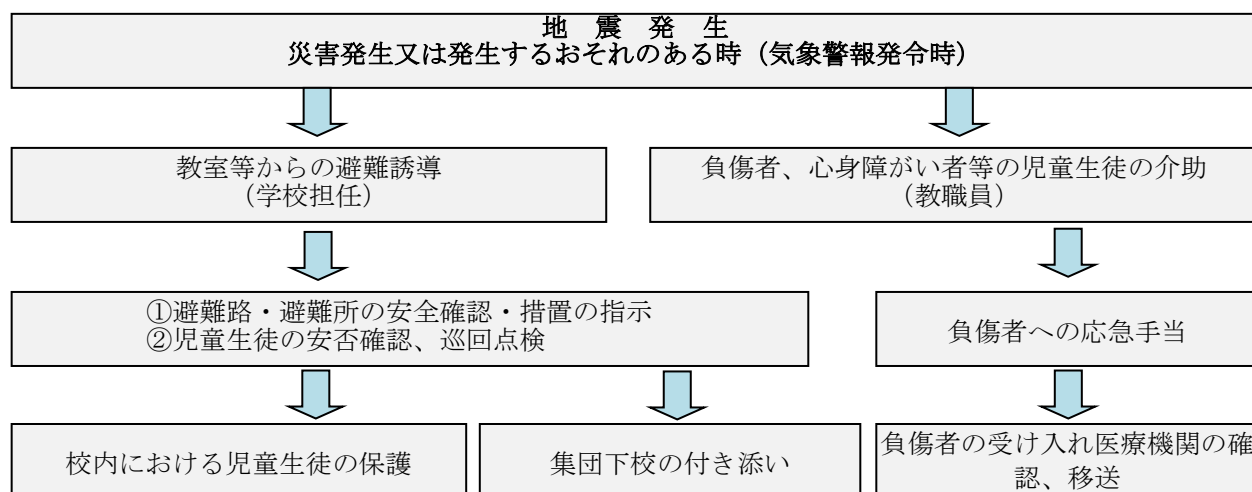 地　震　発　生
災害発生又は発生するおそれのある時（気象警報発令時）
教室等からの避難誘導
（学校担任）
負傷者、心身障がい者等の児童生徒の介助
（教職員）
①避難路・避難所の安全確認・措置の指示
②児童生徒の安否確認、巡回点検
負傷者への応急手当
校内における児童生徒の保護
集団下校の付き添い
負傷者の受け入れ医療機関の確
認、移送